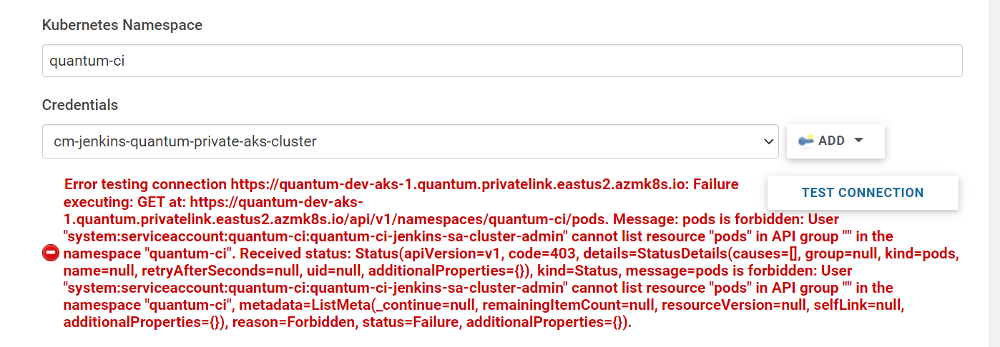 Kubernetes Namespace
quantum-ci
Credentials
cm-jenkins-quantum-private-aks-cluster
ADD
Error testing connection https://quantum-dev-aks-1.quantum.privatelink.eastus2.azmk8s.io: Failure
executing: GET at: https://quantum-dev-aks-
1.quantum.privatelink.eastus2.azmk8s.io/api/v1/namespaces/quantum-ci/pods. Message: pods is forbidden: User
"system:serviceaccount:quantum-ci:quantum-ci-jenkins-sa-cluster-admin" cannot list resource "pods" in API group "" in the
namespace "quantum-ci". Received status: Status(apiVersion=v1, code=403, details=StatusDetails(causes=[], group=null, kind=pods,
name=null, retryAfterSeconds=null, uid=null, additionalProperties={}), kind=Status, message=pods is forbidden: User
"system:serviceaccount:quantum-ci:quantum-ci-jenkins-sa-cluster-admin" cannot list resource "pods" in API group "" in the
namespace "quantum-ci", metadata=ListMeta(_continue=null, remainingItemCount=null, resourceVersion=null, selfLink=null,
additionalProperties={}), reason=Forbidden, status=Failure, additionalProperties={}).
TEST CONNECTION